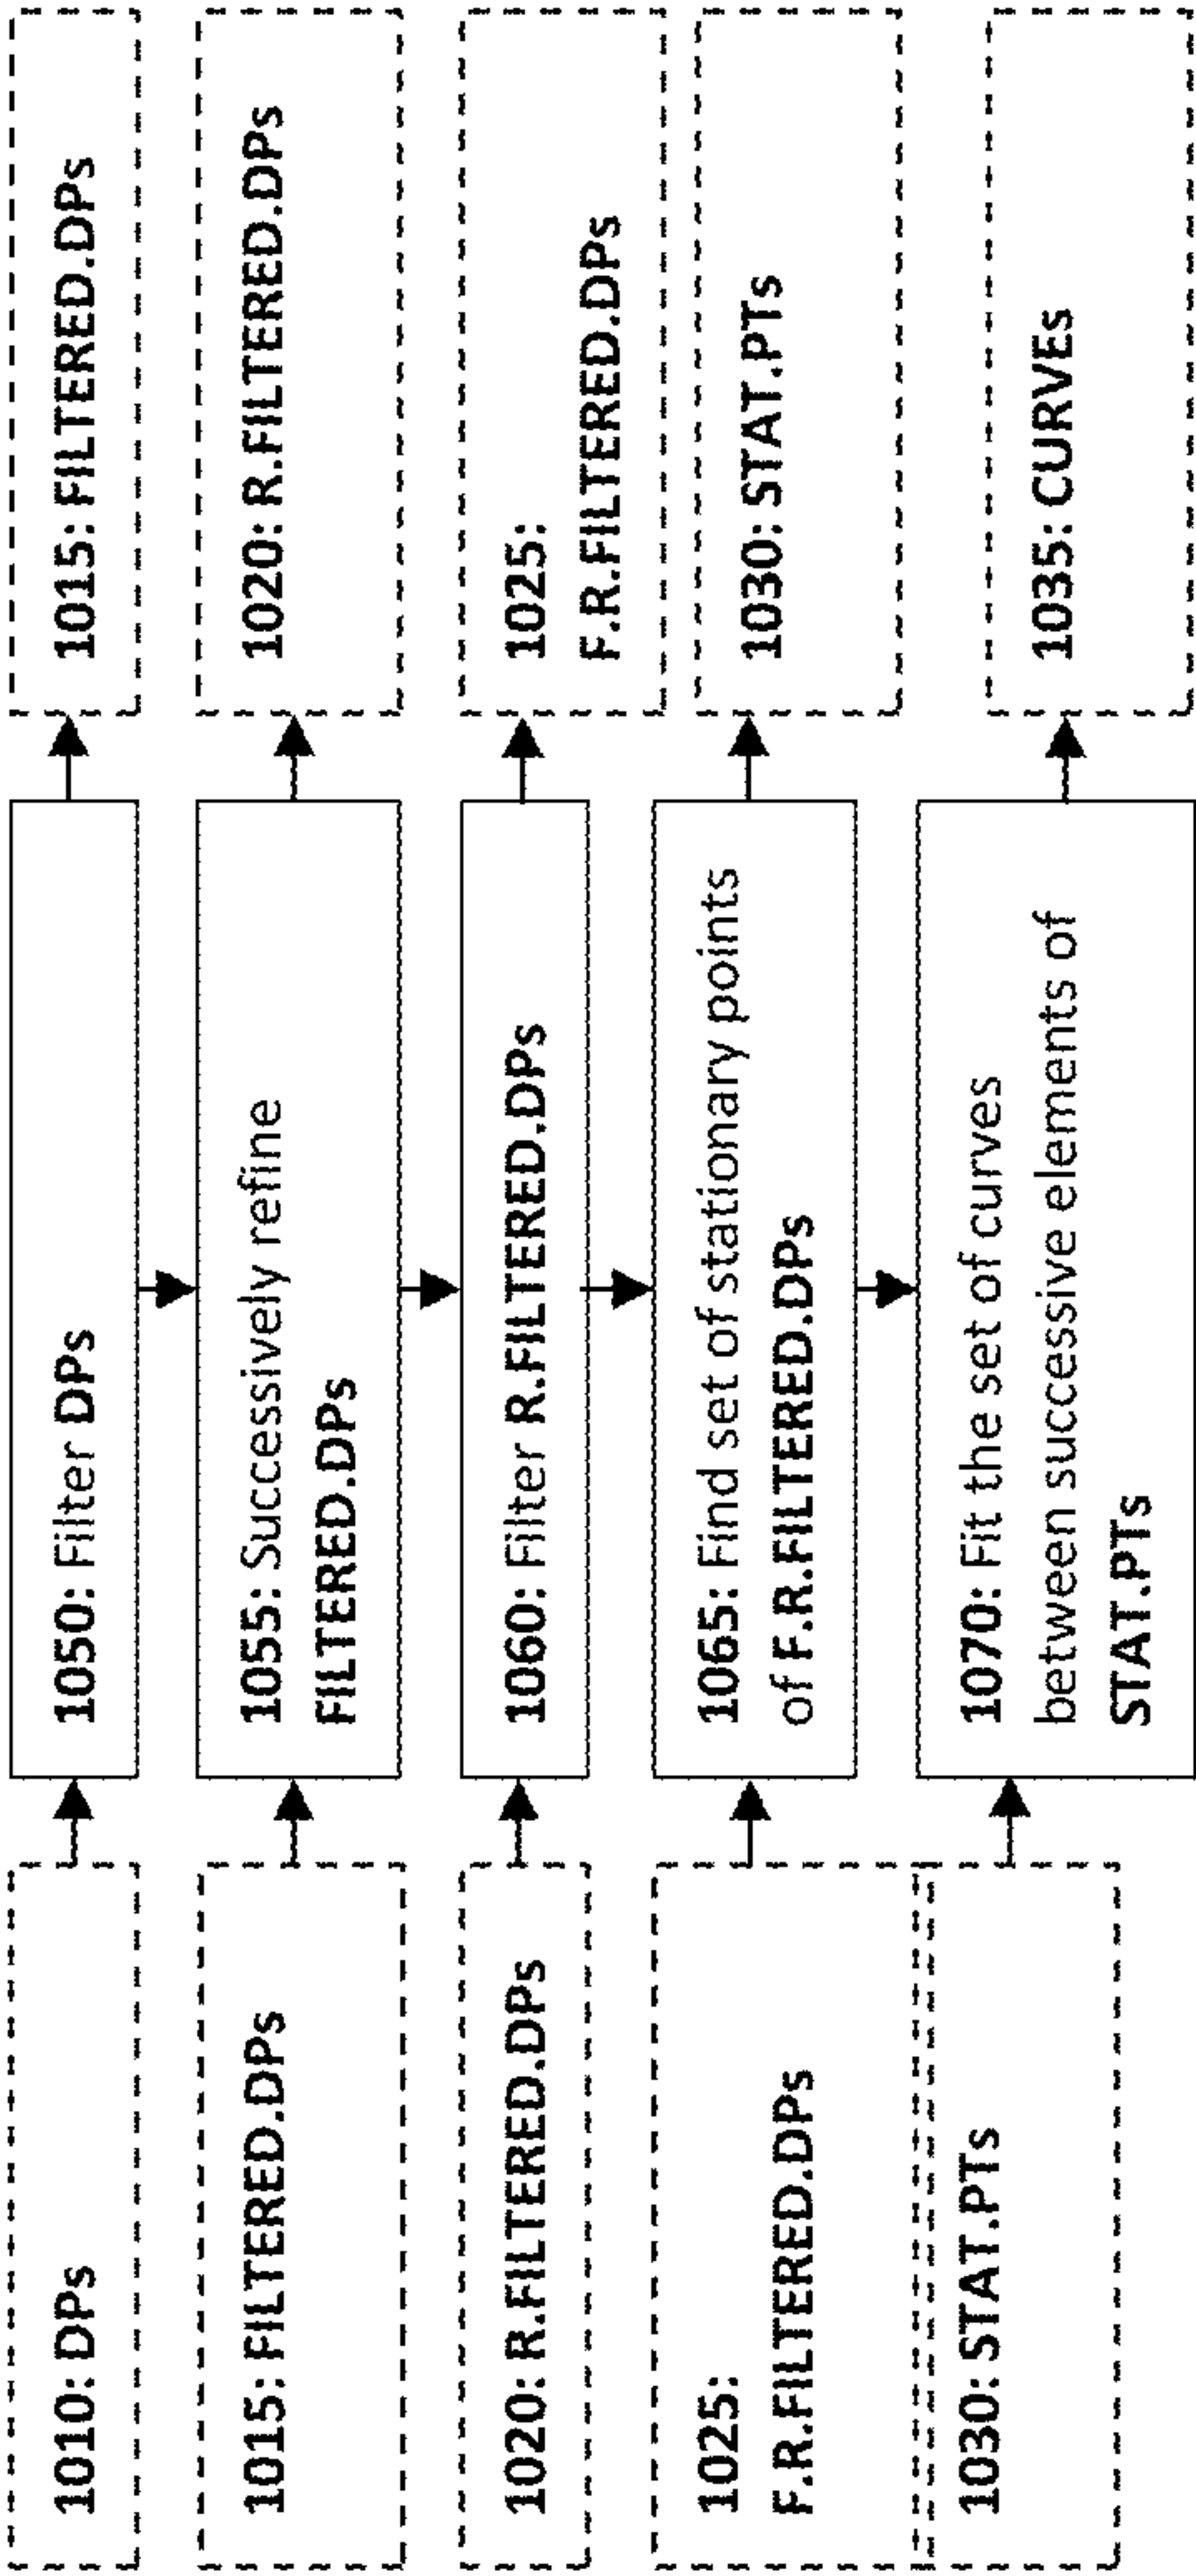 1010: DPs
1050: Filter DPs
1015: FILTERED.DPs
1015: FILTERED.DPs
1055: Successively refine
FILTERED.DPs
1020: R.FILTERED.DPs
1020: R.FILTERED.DPs
1060: Filter R.FILTERED.DPs
1025:
F.R.FILTERED.DPs
1025:
F.R.FILTERED.DPs
1065: Find set of stationary points
of F.R.FILTERED.DPs
1030: STAT.PTs
1030: STAT.PTs
1070: Fit the set of curves
between successive elements of
STAT.PTs
1035: CURVEs